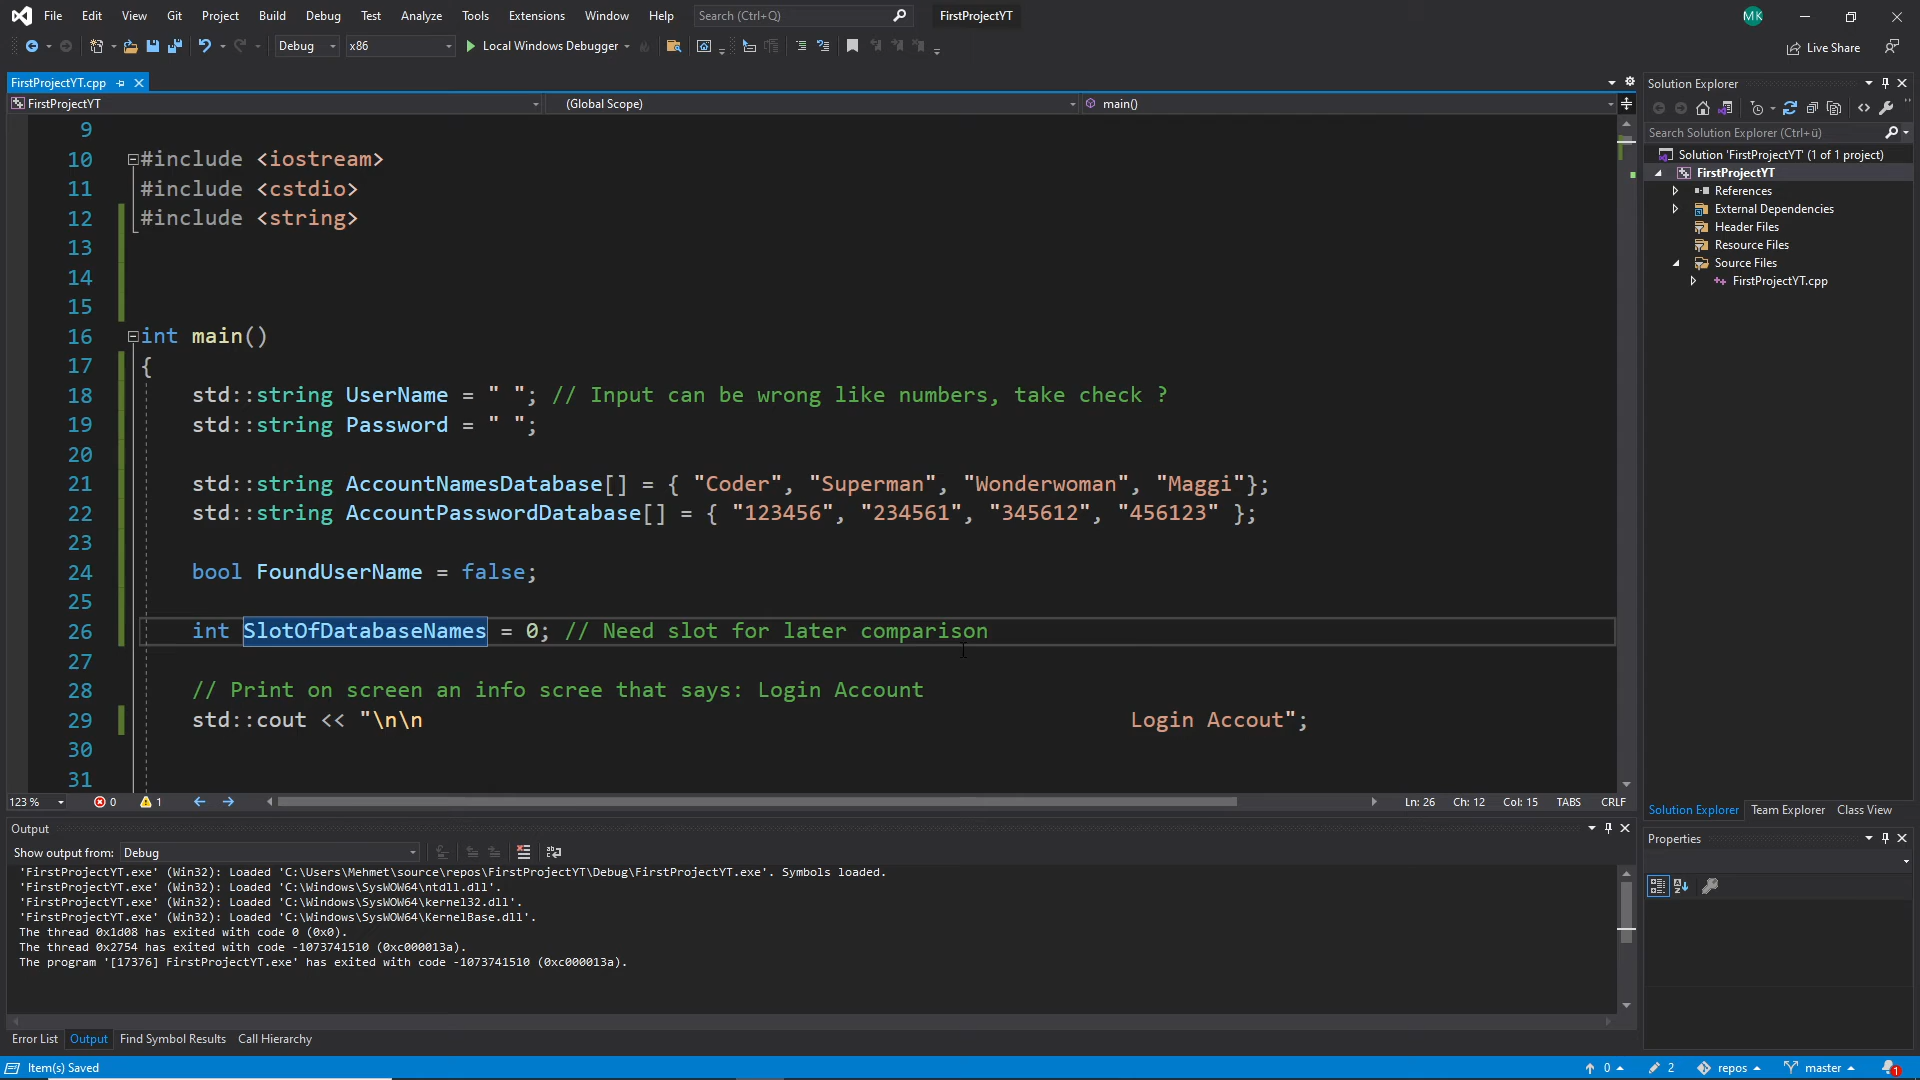 File Edit View Git Project Build Debug Test Analyze Tools Extensions Window Help Search (Ctrl+Q) FirstProjectYT MK
Debug x86 Local Windows Debugger Live Share
FirstProjectYT.cpp
FirstProjectYT (Global Scope) main()
9
10 #include <iostream>
11 #include <cstdio>
12 #include <string>
13
14
15
16 int main()
17 {
18 std::string UserName = " "; // Input can be wrong like numbers, take check ?
19 std::string Password = " ";
20
21 std::string AccountNamesDatabase[] = { "Coder", "Superman", "Wonderwoman", "Maggi"};
22 std::string AccountPasswordDatabase[] = { "123456", "234561", "345612", "456123" };
23
24 bool FoundUserName = false;
25
26 int SlotOfDatabaseNames = 0; // Need slot for later comparison
27
28 // Print on screen an info scree that says: Login Account
29 std::cout << "\n\n Login Accout";
30
31
123 % 0 1 Ln: 26 Ch: 12 Col: 15 TABS CRLF
Output
Show output from: Debug
'FirstProjectYT.exe' (Win32): Loaded 'C:\Users\Mehmet\source\repos\FirstProjectYT\Debug\FirstProjectYT.exe'. Symbols loaded.
'FirstProjectYT.exe' (Win32): Loaded 'C:\Windows\SysWOW64\ntdll.dll'.
'FirstProjectYT.exe' (Win32): Loaded 'C:\Windows\SysWOW64\kernel32.dll'.
'FirstProjectYT.exe' (Win32): Loaded 'C:\Windows\SysWOW64\KernelBase.dll'.
The thread 0x1d08 has exited with code 0 (0x0).
The thread 0x2754 has exited with code -1073741510 (0xc000013a).
The program '[17376] FirstProjectYT.exe' has exited with code -1073741510 (0xc000013a).
Error List Output Find Symbol Results Call Hierarchy
Solution Explorer
Search Solution Explorer (Ctrl+ü)
Solution 'FirstProjectYT' (1 of 1 project)
FirstProjectYT
References
External Dependencies
Header Files
Resource Files
Source Files
FirstProjectYT.cpp
Solution Explorer Team Explorer Class View
Properties
Item(s) Saved 0 2 repos master 1